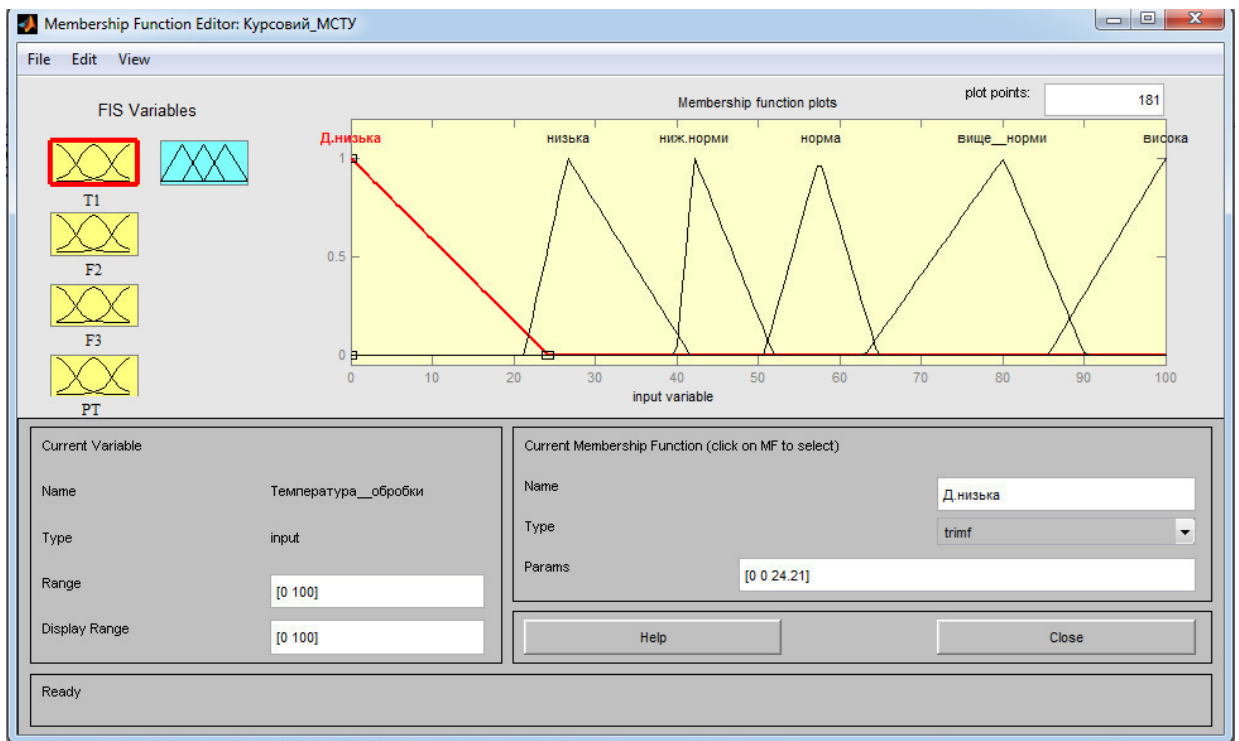 Membership Function Editor: Курсовий_МСТУ
File Edit View
FIS Variables
T1
F2
F3
PT
Membership function plots
plot points:
181
Д.низька низька ниж.норми норма вище__норми висока
1
0.5
0
0 10 20 30 40 50 60 70 80 90 100
input variable
Current Variable
Name Температура__обробки
Type input
Range [0 100]
Display Range [0 100]
Current Membership Function (click on MF to select)
Name Д.низька
Type trimf
Params [0 0 24.21]
Help Close
Ready